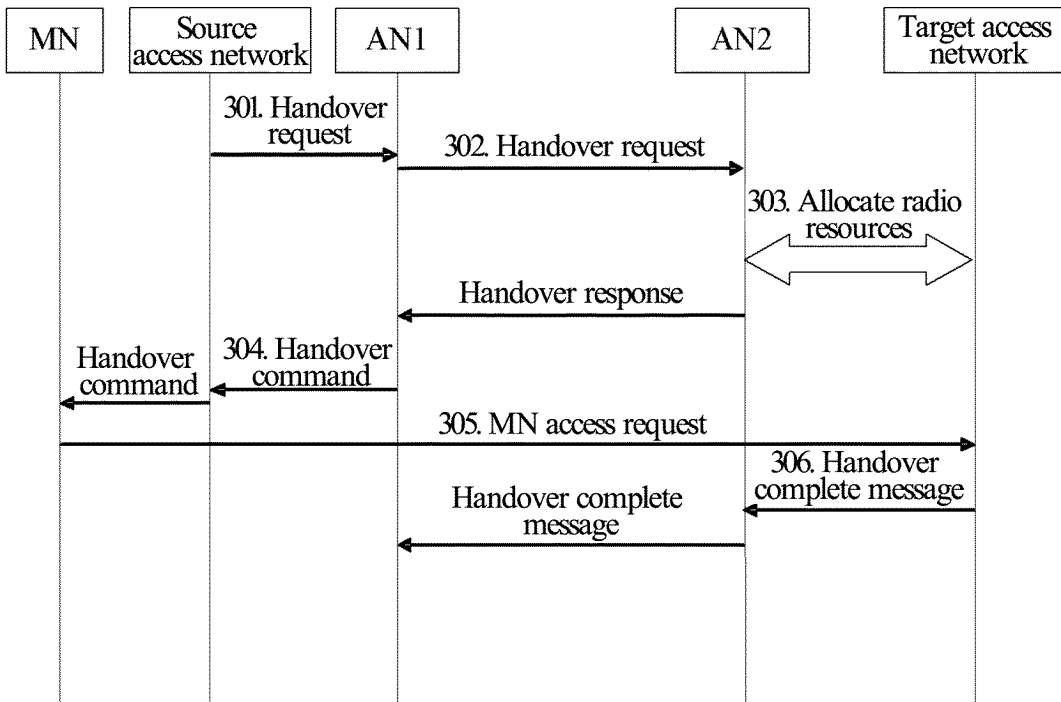 MN
Source
access network
AN1
AN2
Target access
network
301. Handover
request
302. Handover request
303. Allocate radio
resources
Handover response
Handover
command
304. Handover
command
305. MN access request
306. Handover
complete message
Handover complete
message